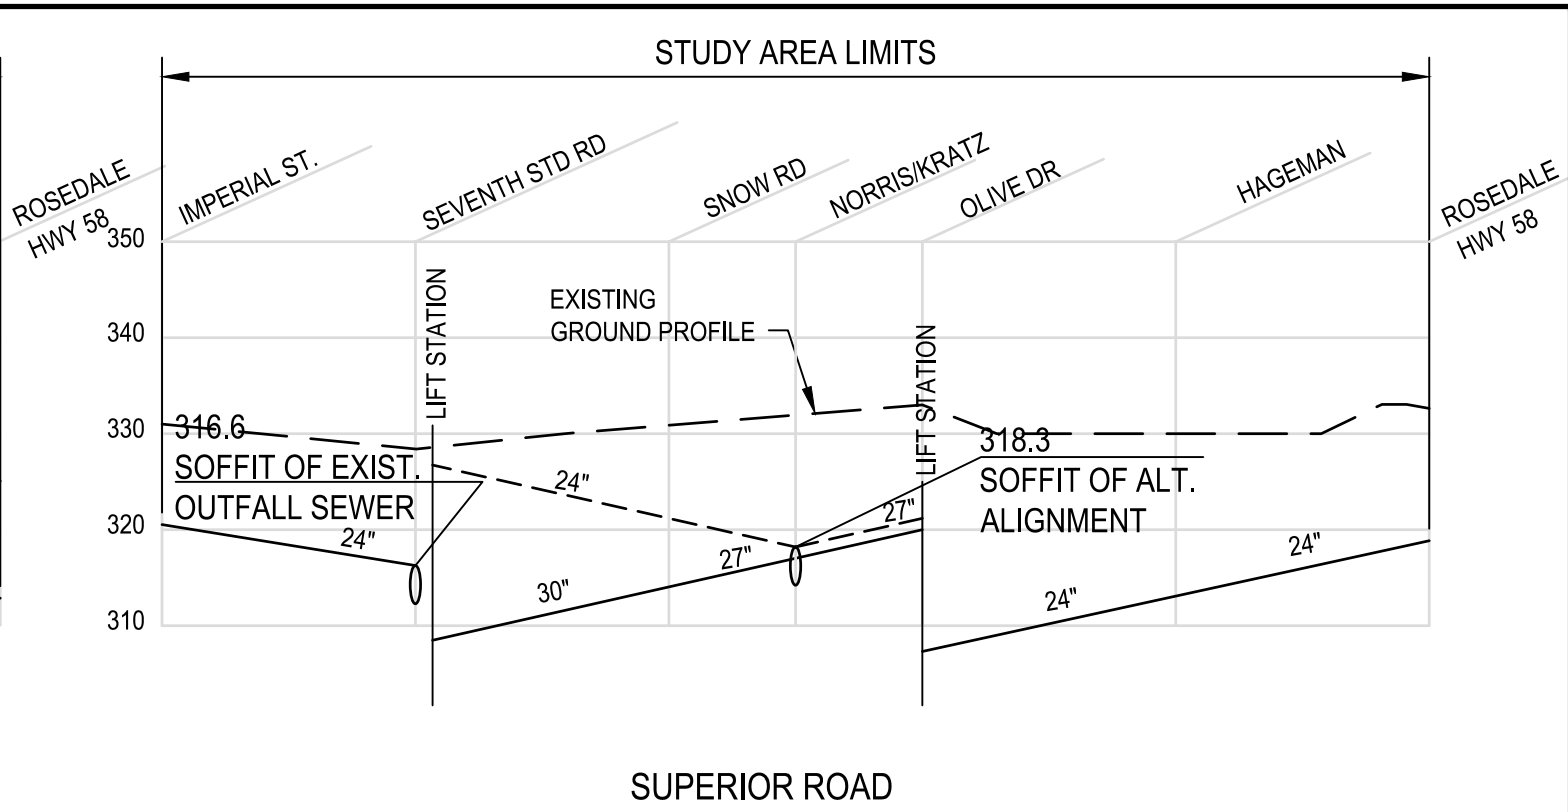 STUDY AREA LIMITS
ROSEDALE
HWY 58
IMPERIAL ST.
SEVENTH STD RD
SNOW RD
NORRIS/KRATZ
OLIVE DR
HAGEMAN
ROSEDALE
HWY 58
350
340
330
320
310
LIFT STATION
EXISTING
GROUND PROFILE
LIFT STATION
316.6
SOFFIT OF EXIST.
OUTFALL SEWER
318.3
SOFFIT OF ALT.
ALIGNMENT
24"
24"
30"
27"
27"
24"
24"
SUPERIOR ROAD